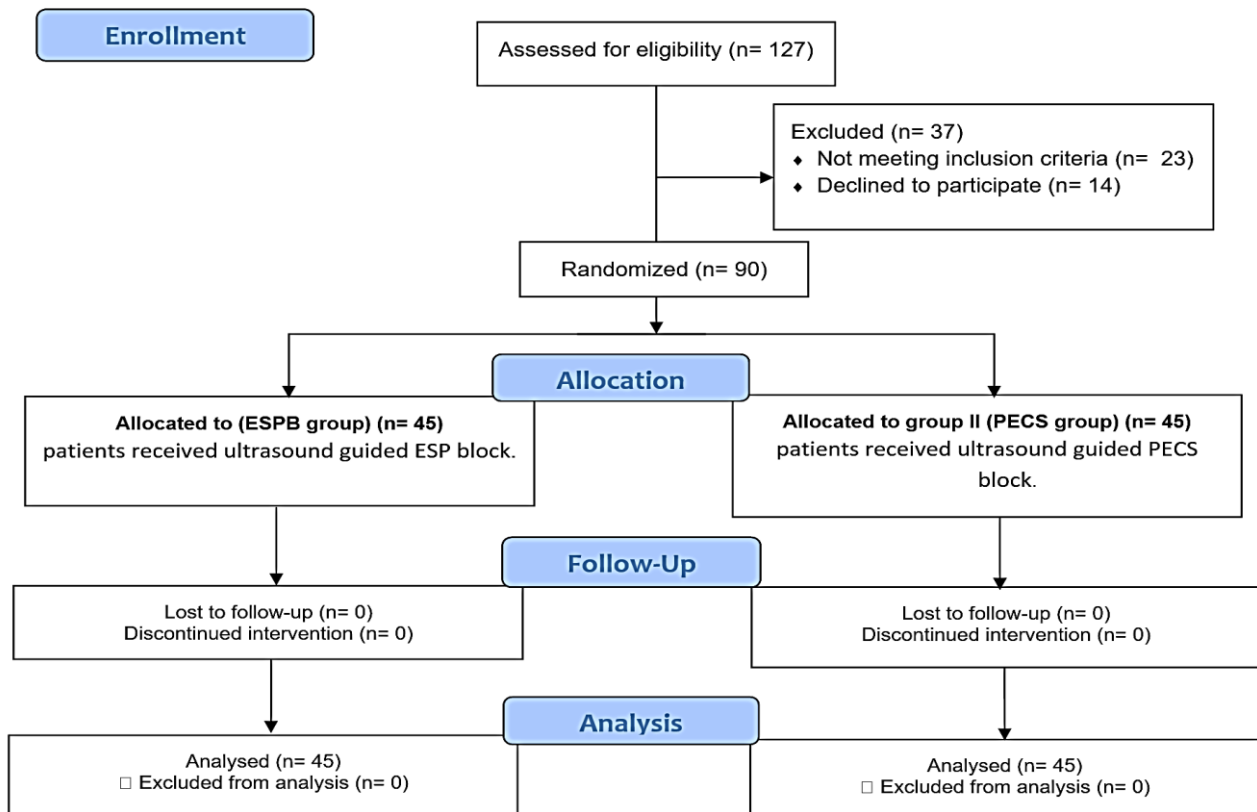 Enrollment
Assessed for eligibility (n= 127)
Excluded (n= 37)
♦ Not meeting inclusion criteria (n= 23)
♦ Declined to participate (n= 14)
Randomized (n= 90)
Allocation
Allocated to (ESPB group) (n= 45)
patients received ultrasound guided ESP block.
Allocated to group II (PECS group) (n= 45)
patients received ultrasound guided PECS
block.
Follow-Up
Lost to follow-up (n= 0)
Discontinued intervention (n= 0)
Lost to follow-up (n= 0)
Discontinued intervention (n= 0)
Analysis
Analysed (n= 45)
□ Excluded from analysis (n= 0)
Analysed (n= 45)
□ Excluded from analysis (n= 0)